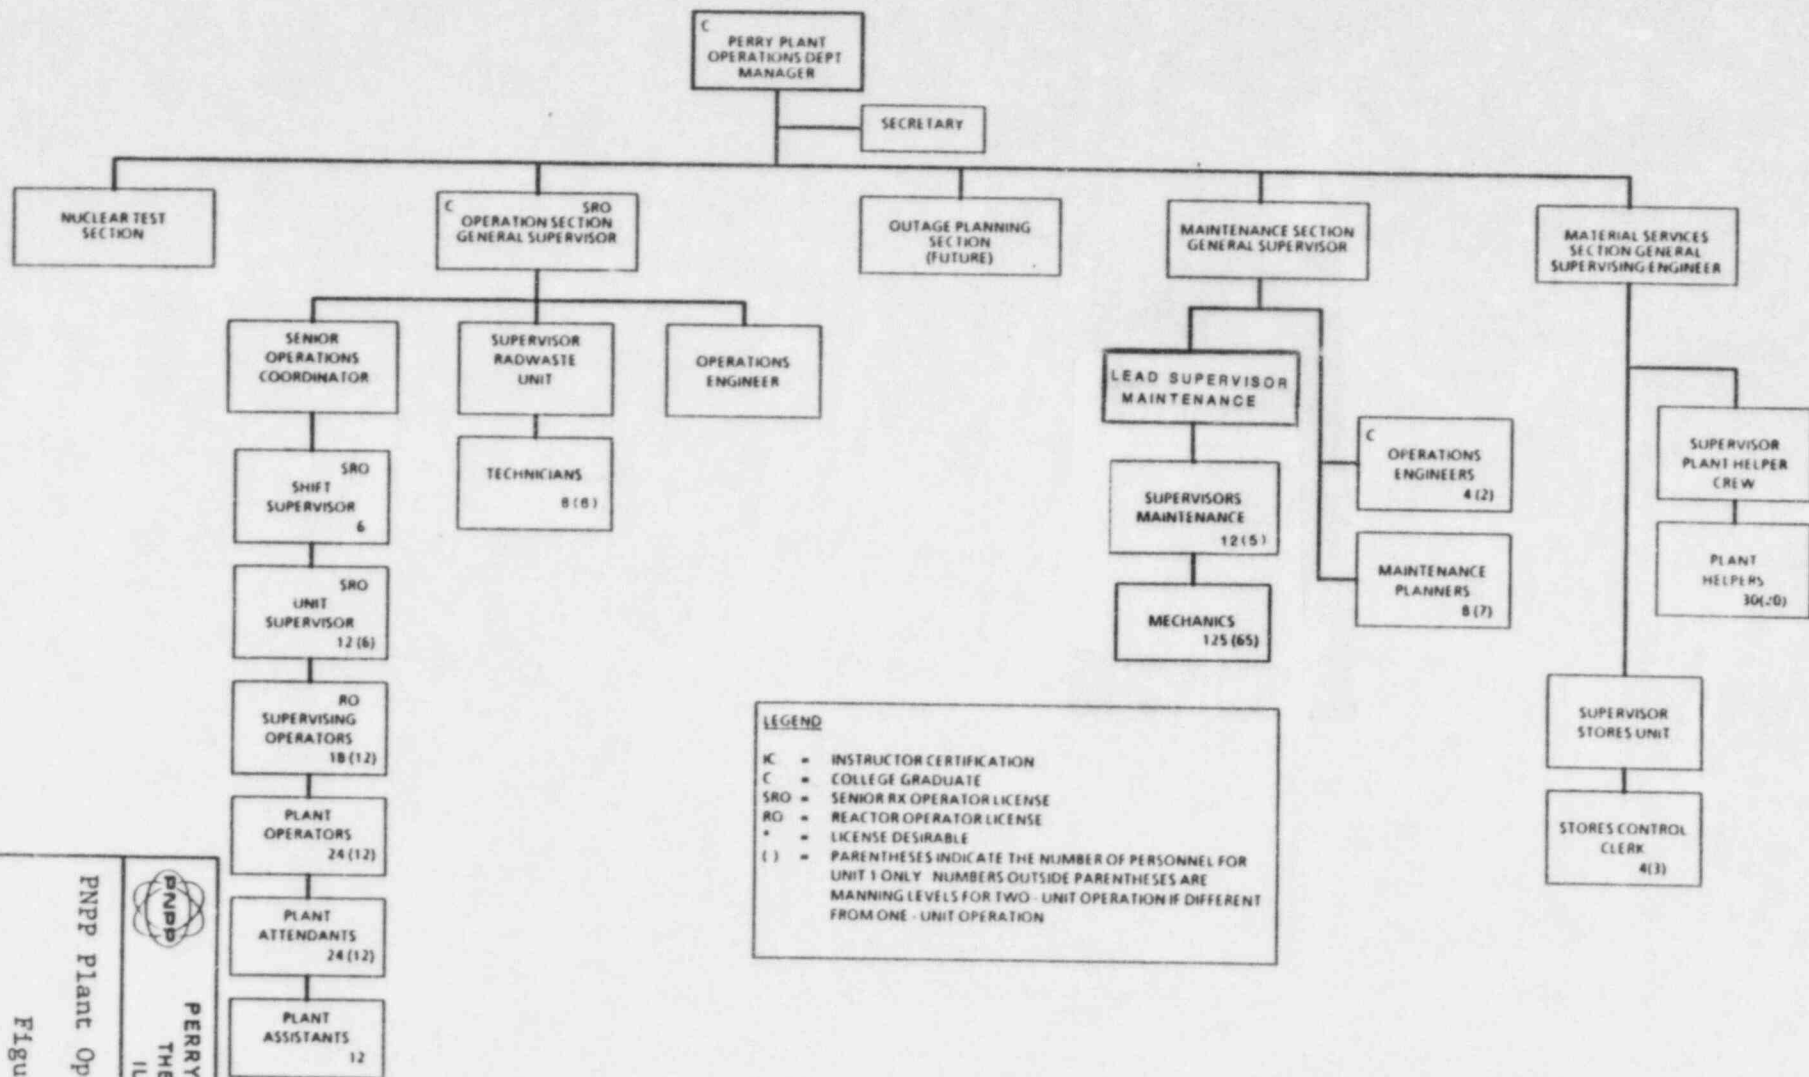 C
PERRY PLANT
OPERATIONS DEPT
MANAGER
SECRETARY
NUCLEAR TEST
SECTION
C SRO
OPERATION SECTION
GENERAL SUPERVISOR
OUTAGE PLANNING
SECTION
(FUTURE)
MAINTENANCE SECTION
GENERAL SUPERVISOR
MATERIAL SERVICES
SECTION GENERAL
SUPERVISING ENGINEER
SENIOR
OPERATIONS
COORDINATOR
SUPERVISOR
RADWASTE
UNIT
OPERATIONS
ENGINEER
LEAD SUPERVISOR
MAINTENANCE
SRO
SHIFT
SUPERVISOR
6
TECHNICIANS
8(6)
SUPERVISORS
MAINTENANCE
12(5)
C
OPERATIONS
ENGINEERS
4(2)
SUPERVISOR
PLANT HELPER
CREW
SRO
UNIT
SUPERVISOR
12(6)
MECHANICS
125(65)
MAINTENANCE
PLANNERS
8(7)
PLANT
HELPERS
RO
SUPERVISING
OPERATORS
18(12)
SUPERVISOR
STORES UNIT
PLANT
OPERATORS
24(12)
STORES CONTROL
CLERK
4(3)
PLANT
ATTENDANTS
24(12)
PLANT
ASSISTANTS
12
LEGEND
IC = INSTRUCTOR CERTIFICATION
C = COLLEGE GRADUATE
SRO = SENIOR RX OPERATOR LICENSE
RO = REACTOR OPERATOR LICENSE
* = LICENSE DESIRABLE
( ) = PARENTHESES INDICATE THE NUMBER OF PERSONNEL FOR
UNIT 1 ONLY NUMBERS OUTSIDE PARENTHESES ARE
MANNING LEVELS FOR TWO - UNIT OPERATION IF DIFFERENT
FROM ONE - UNIT OPERATION
PNPP
PERRY
THE
PNPP Plant Op
Figu